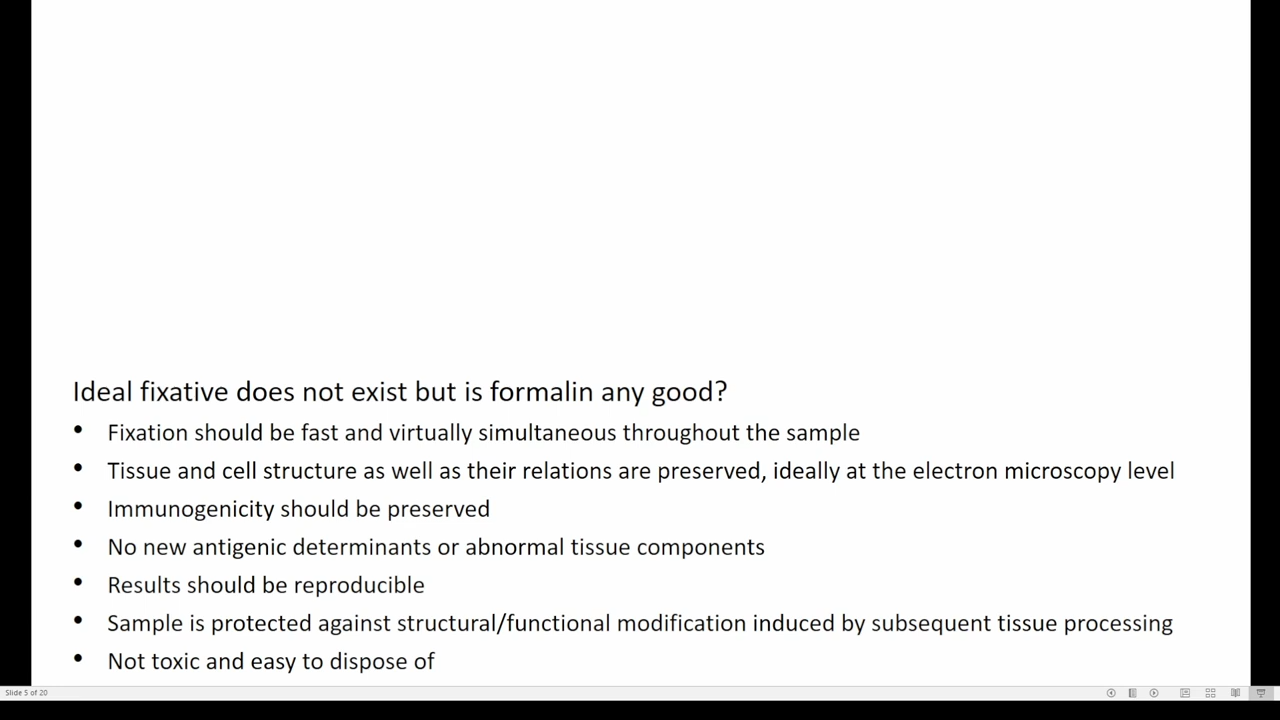 Ideal fixative does not exist but is formalin any good?
• Fixation should be fast and virtually simultaneous throughout the sample
• Tissue and cell structure as well as their relations are preserved, ideally at the electron microscopy level
• Immunogenicity should be preserved
• No new antigenic determinants or abnormal tissue components
• Results should be reproducible
• Sample is protected against structural/functional modification induced by subsequent tissue processing
• Not toxic and easy to dispose of
Slide 5 of 20